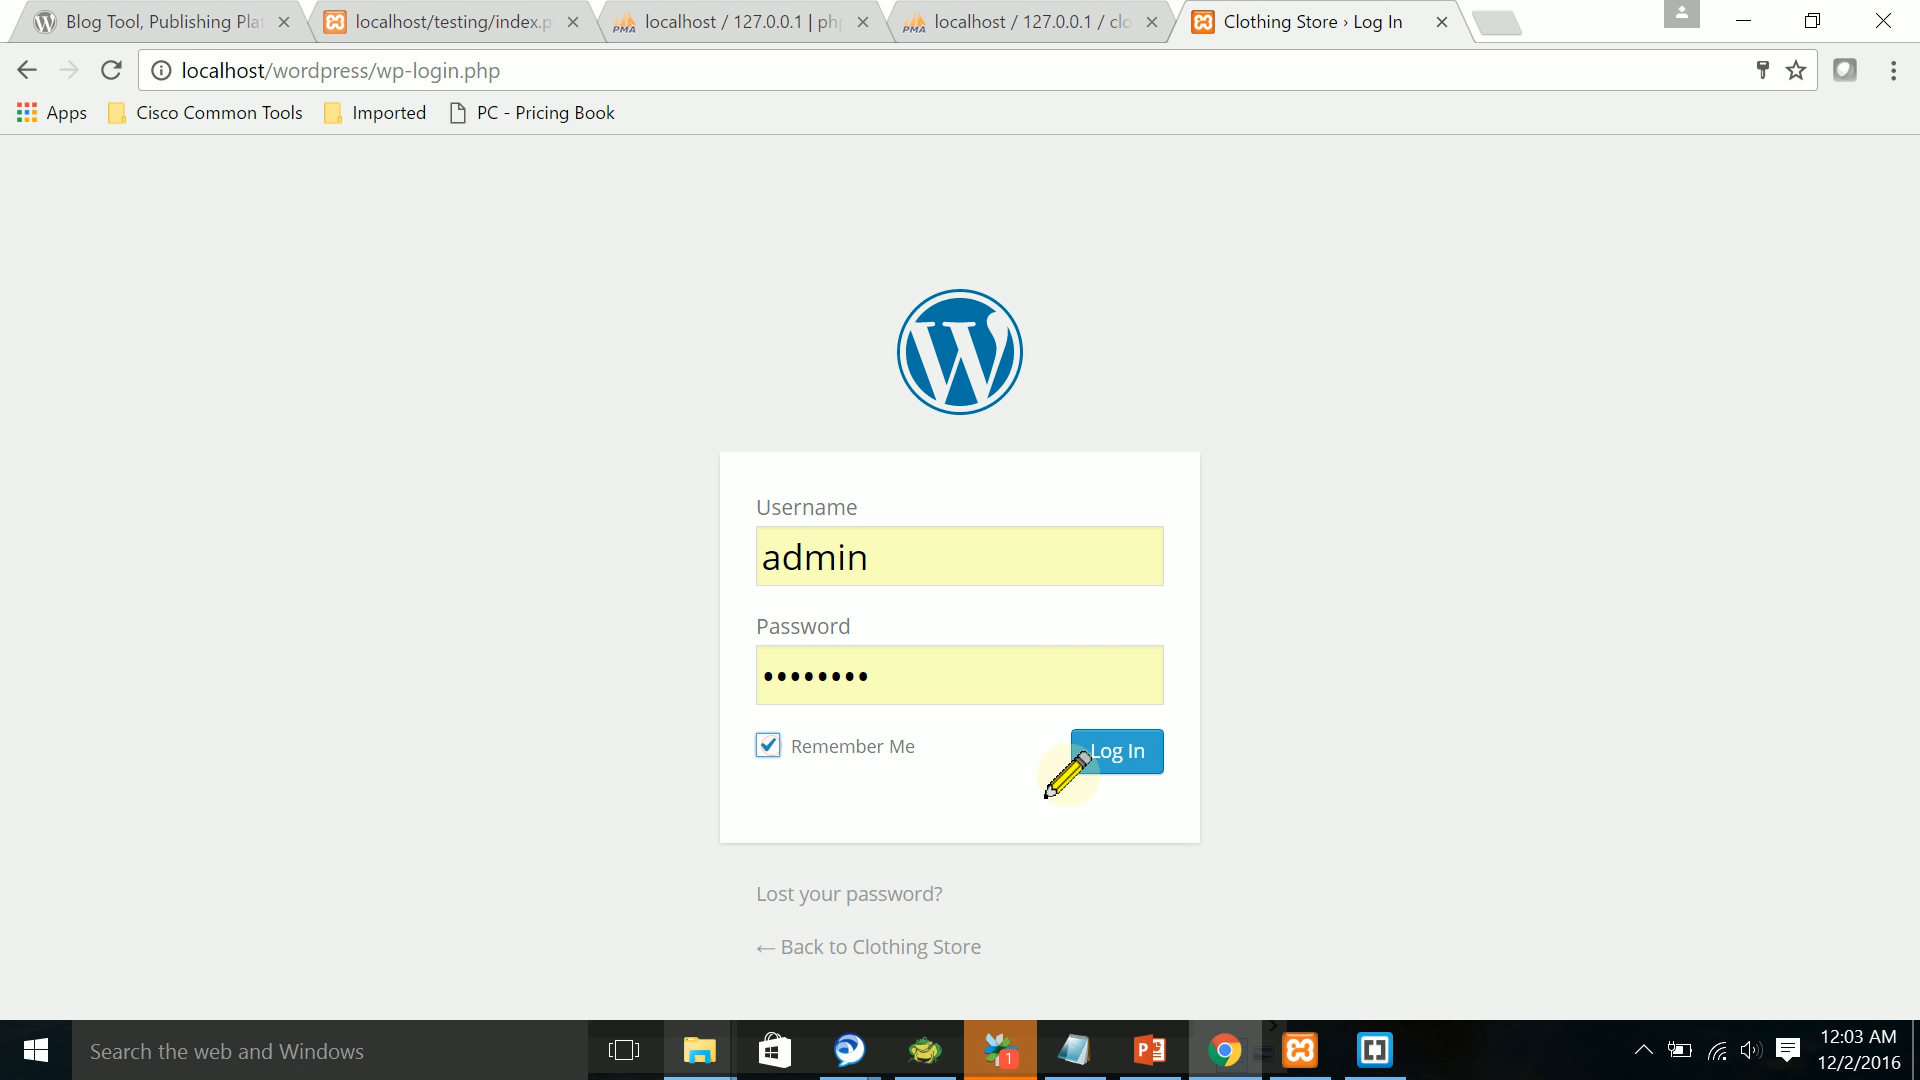 Blog Tool, Publishing Pla
localhost/testing/index.p
localhost / 127.0.0.1 | ph
localhost / 127.0.0.1 / clo
Clothing Store › Log In
localhost/wordpress/wp-login.php
Apps
Cisco Common Tools
Imported
PC - Pricing Book
Username
admin
Password
Remember Me
Log In
Lost your password?
← Back to Clothing Store
Search the web and Windows
1
12:03 AM
12/2/2016